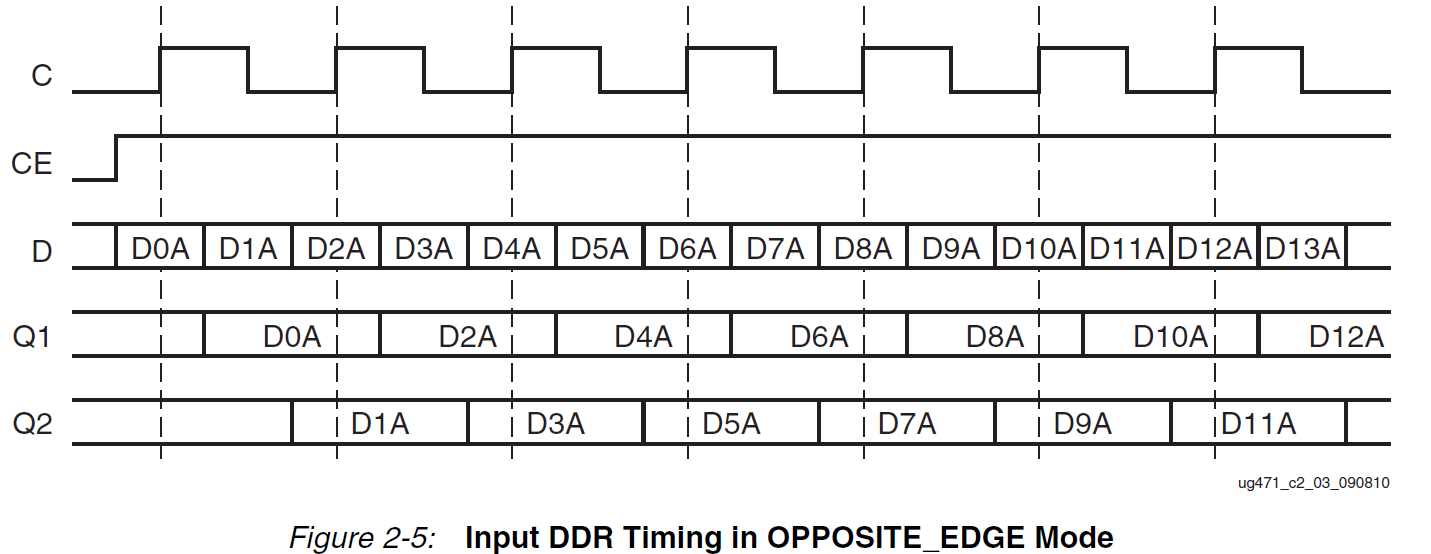 C
CE
D D0A D1A D2A D3A D4A D5A D6A D7A D8A D9A D10A D11A D12A D13A
Q1 D0A D2A D4A D6A D8A D10A D12A
Q2 D1A D3A D5A D7A D9A D11A
ug471_c2_03_090810
Figure 2-5: Input DDR Timing in OPPOSITE_EDGE Mode